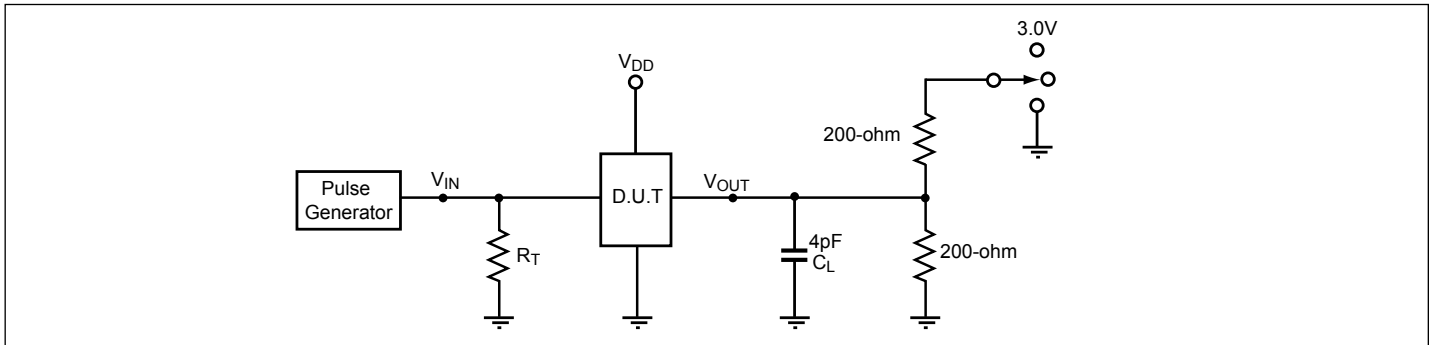 3.0V
VDD
200-ohm
Pulse
Generator
VIN
D.U.T
VOUT
4pF
CL
RT
200-ohm